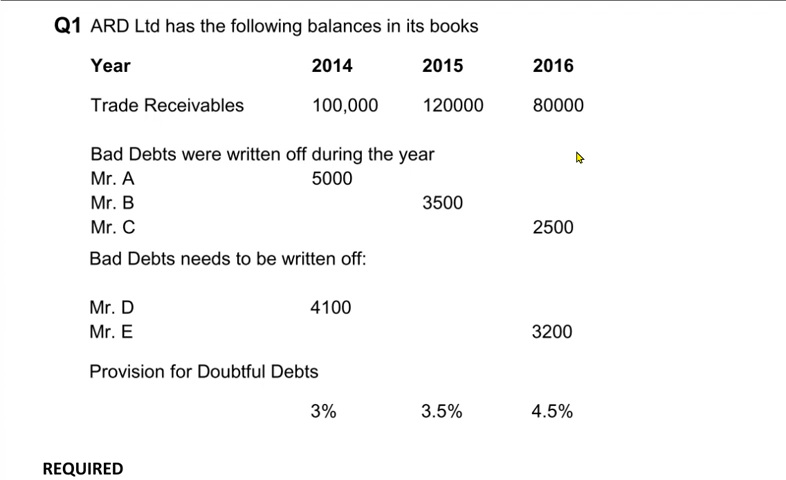 Q1 ARD Ltd has the following balances in its books
Year 2014 2015 2016
Trade Receivables 100,000 120000 80000
Bad Debts were written off during the year
Mr. A 5000
Mr. B 3500
Mr. C 2500
Bad Debts needs to be written off:
Mr. D 4100
Mr. E 3200
Provision for Doubtful Debts
3% 3.5% 4.5%
REQUIRED